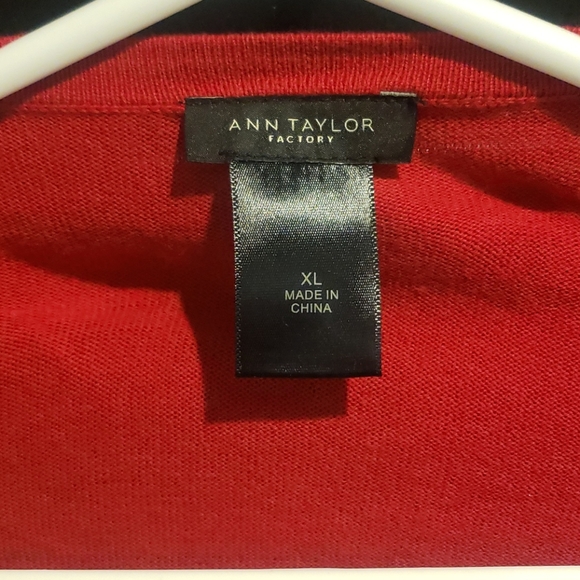 ANN TAYLOR
FACTORY
XL
MADE IN
CHINA